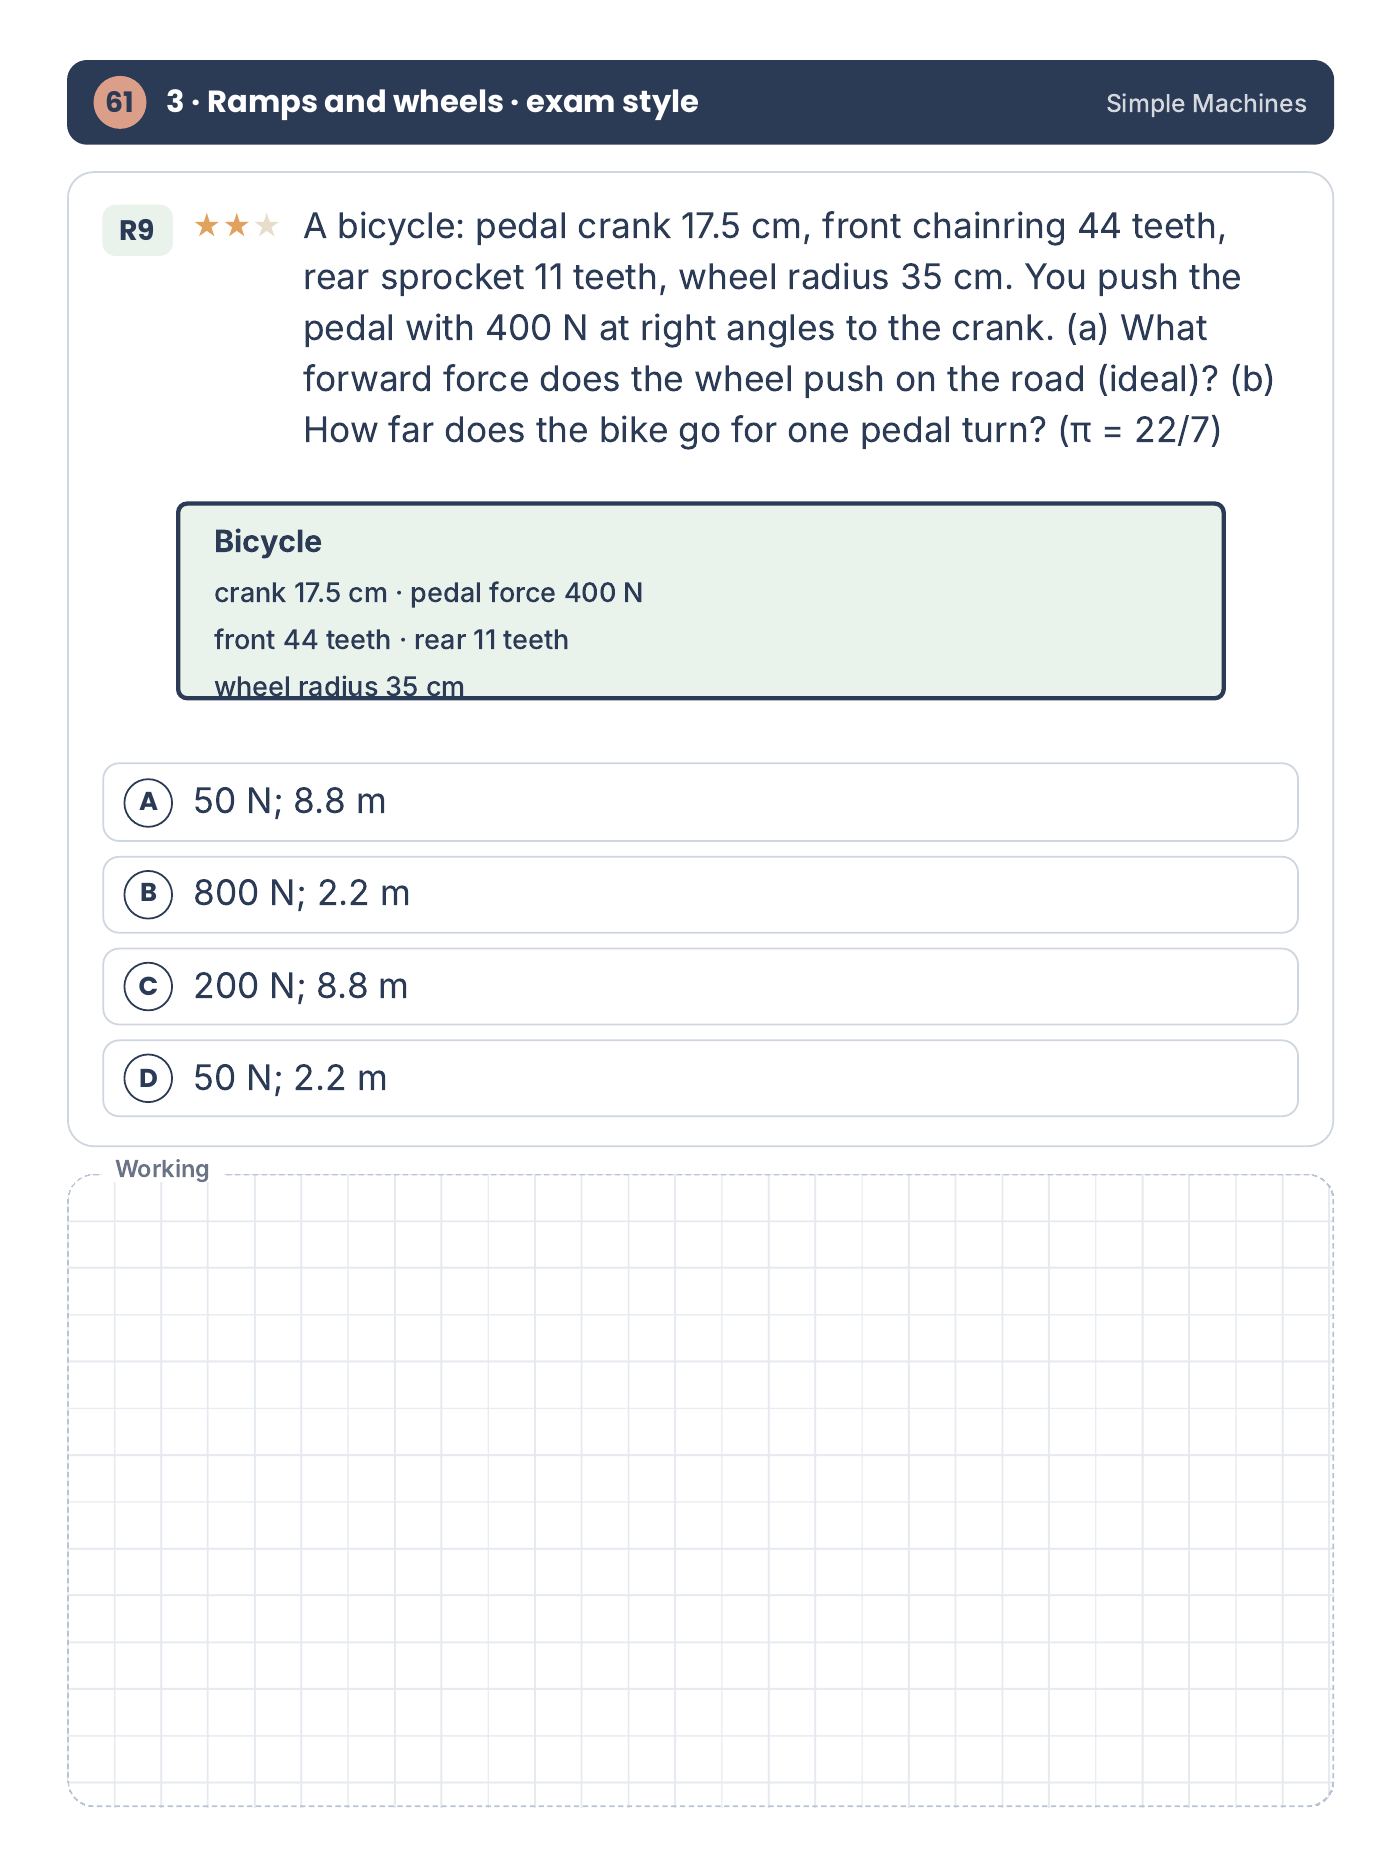 61 3 · Ramps and wheels · exam style Simple Machines
R9 ★★★ A bicycle: pedal crank 17.5 cm, front chainring 44 teeth,
rear sprocket 11 teeth, wheel radius 35 cm. You push the
pedal with 400 N at right angles to the crank. (a) What
forward force does the wheel push on the road (ideal)? (b)
How far does the bike go for one pedal turn? (π = 22/7)
Bicycle
crank 17.5 cm · pedal force 400 N
front 44 teeth · rear 11 teeth
wheel radius 35 cm
A 50 N; 8.8 m
B 800 N; 2.2 m
C 200 N; 8.8 m
D 50 N; 2.2 m
Working